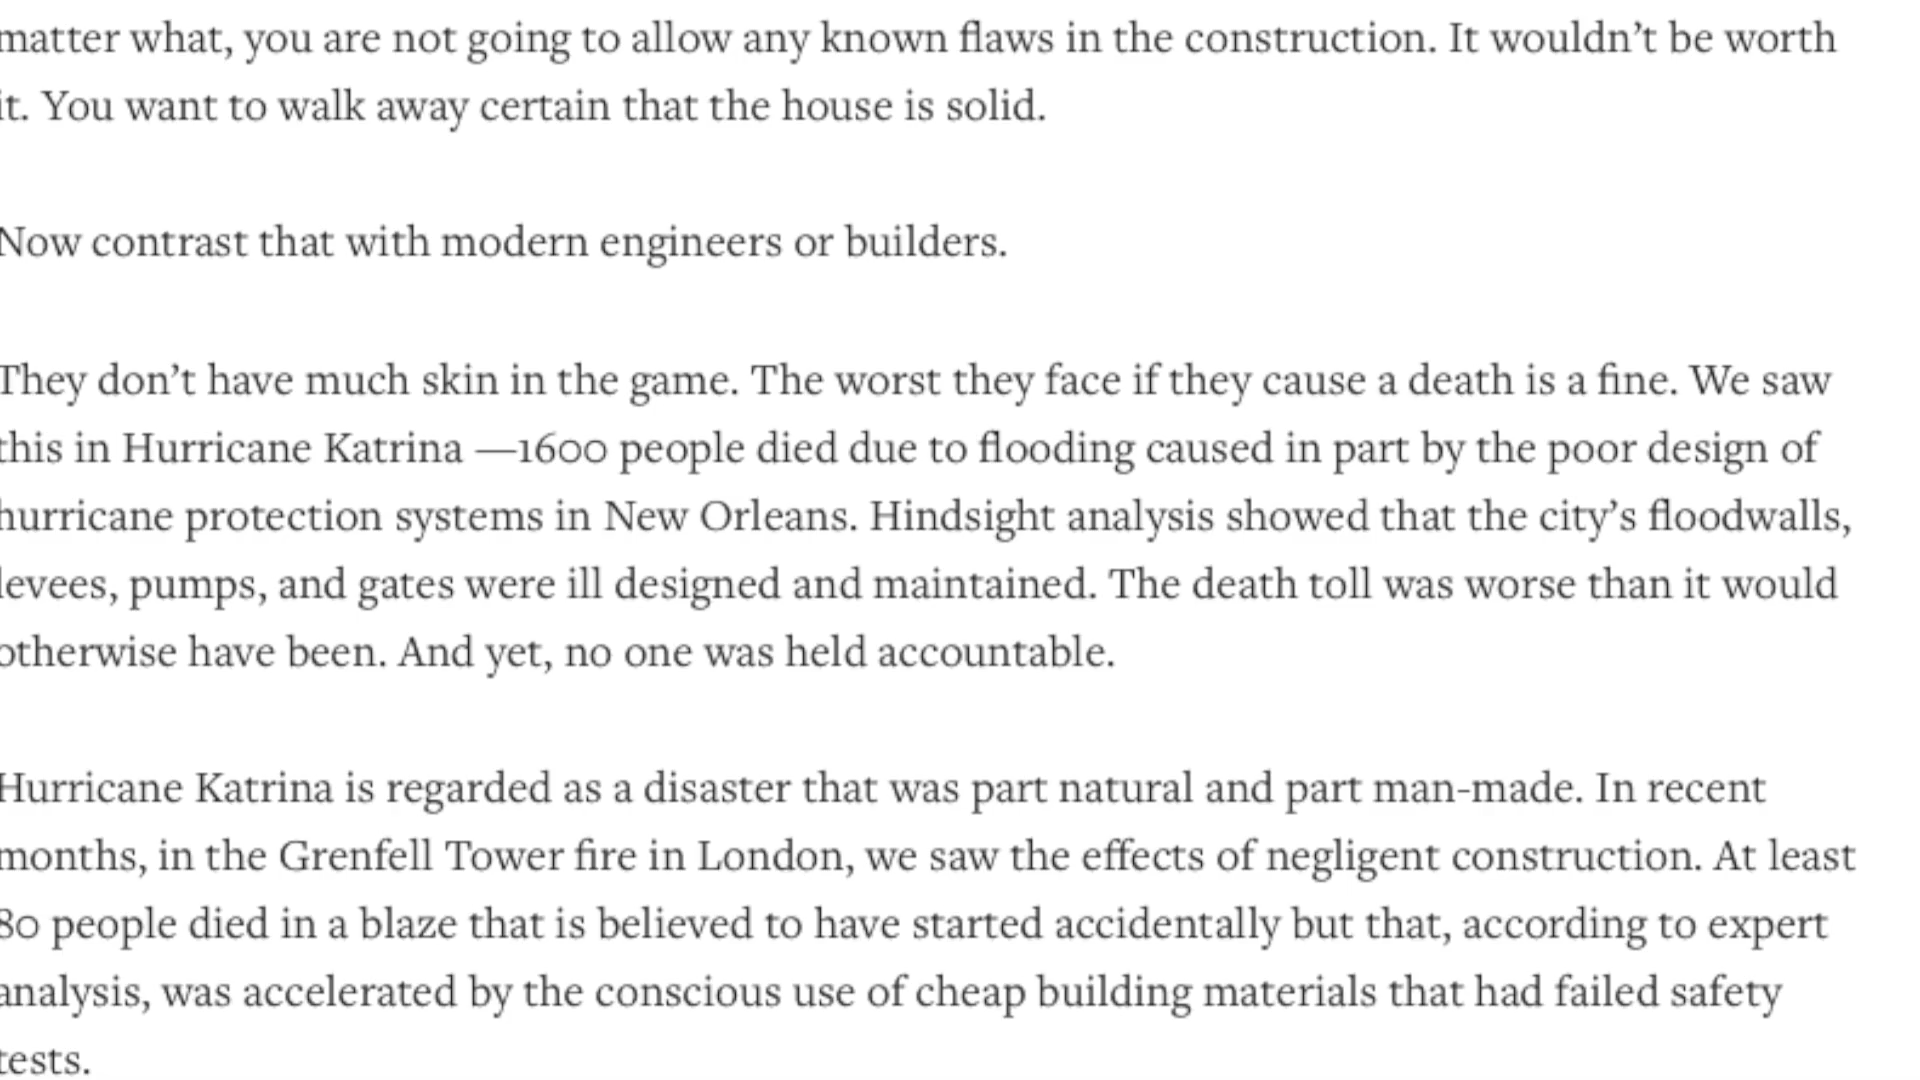 matter what, you are not going to allow any known flaws in the construction. It wouldn’t be worth
it. You want to walk away certain that the house is solid.
Now contrast that with modern engineers or builders.
They don’t have much skin in the game. The worst they face if they cause a death is a fine. We saw
this in Hurricane Katrina —1600 people died due to flooding caused in part by the poor design of
hurricane protection systems in New Orleans. Hindsight analysis showed that the city’s floodwalls,
levees, pumps, and gates were ill designed and maintained. The death toll was worse than it would
otherwise have been. And yet, no one was held accountable.
Hurricane Katrina is regarded as a disaster that was part natural and part man-made. In recent
months, in the Grenfell Tower fire in London, we saw the effects of negligent construction. At least
80 people died in a blaze that is believed to have started accidentally but that, according to expert
analysis, was accelerated by the conscious use of cheap building materials that had failed safety
tests.